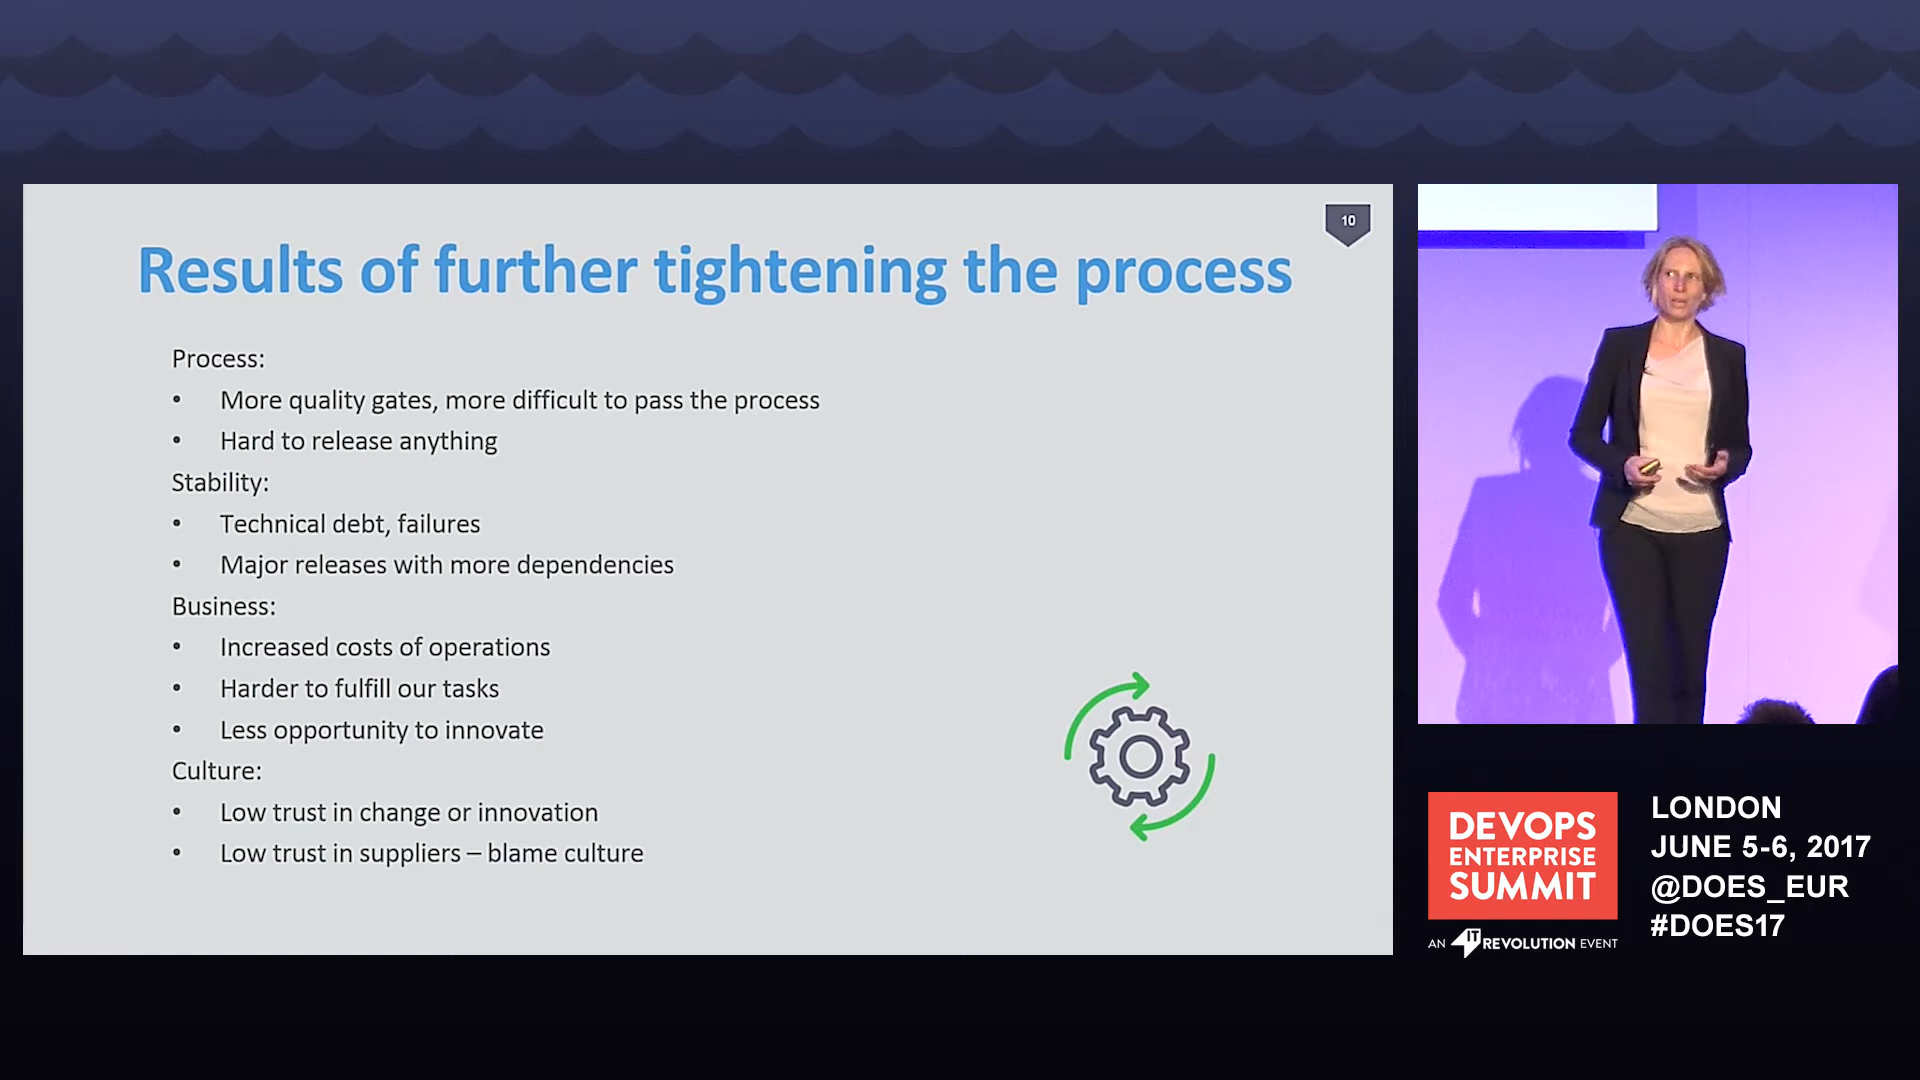 10
Results of further tightening the process
Process:
• More quality gates, more difficult to pass the process
• Hard to release anything
Stability:
• Technical debt, failures
• Major releases with more dependencies
Business:
• Increased costs of operations
• Harder to fulfill our tasks
• Less opportunity to innovate
Culture:
• Low trust in change or innovation
• Low trust in suppliers – blame culture
DEVOPS
ENTERPRISE
SUMMIT
AN IT REVOLUTION EVENT
LONDON
JUNE 5-6, 2017
@DOES_EUR
#DOES17